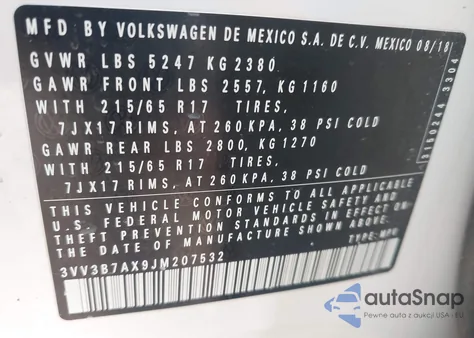 MFD BY VOLKSWAGEN DE MEXICO S.A. DE C.V. MEXICO 08/18
GVWR LBS 5247 KG 2380
GAWR FRONT LBS 2557, KG 1160
WITH 215/65 R17 TIRES,
7JX17 RIMS, AT 260 KPA, 38 PSI COLD
GAWR REAR LBS 2800, KG 1270
WITH 215/65 R17 TIRES,
7JX17 RIMS, AT 260 KPA, 38 PSI COLD
THIS VEHICLE CONFORMS TO ALL APPLICABLE
U.S. FEDERAL MOTOR VEHICLE SAFETY AND
THEFT PREVENTION STANDARDS IN EFFECT ON
THE DATE OF MANUFACTURE SHOWN ABOVE.
3VV3B7AX9JM207532 TYPE: MPV
3304
autoSnap
Pewne auta z aukcji USA - EU